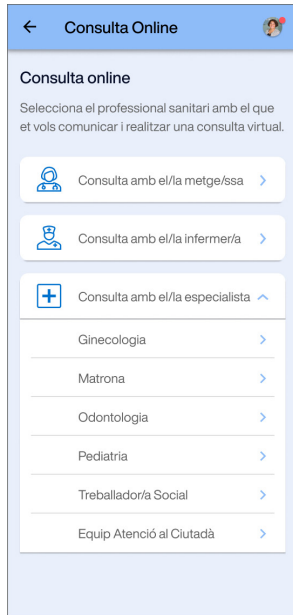 Consulta Online
Consulta online
Selecciona el professional sanitari amb el que
et vols comunicar i realitzar una consulta virtual.
Consulta amb el/la metge/ssa
Consulta amb el/la infermer/a
Consulta amb el/la especialista
Ginecologia
Matrona
Odontologia
Pediatria
Treballador/a Social
Equip Atenció al Ciutadà